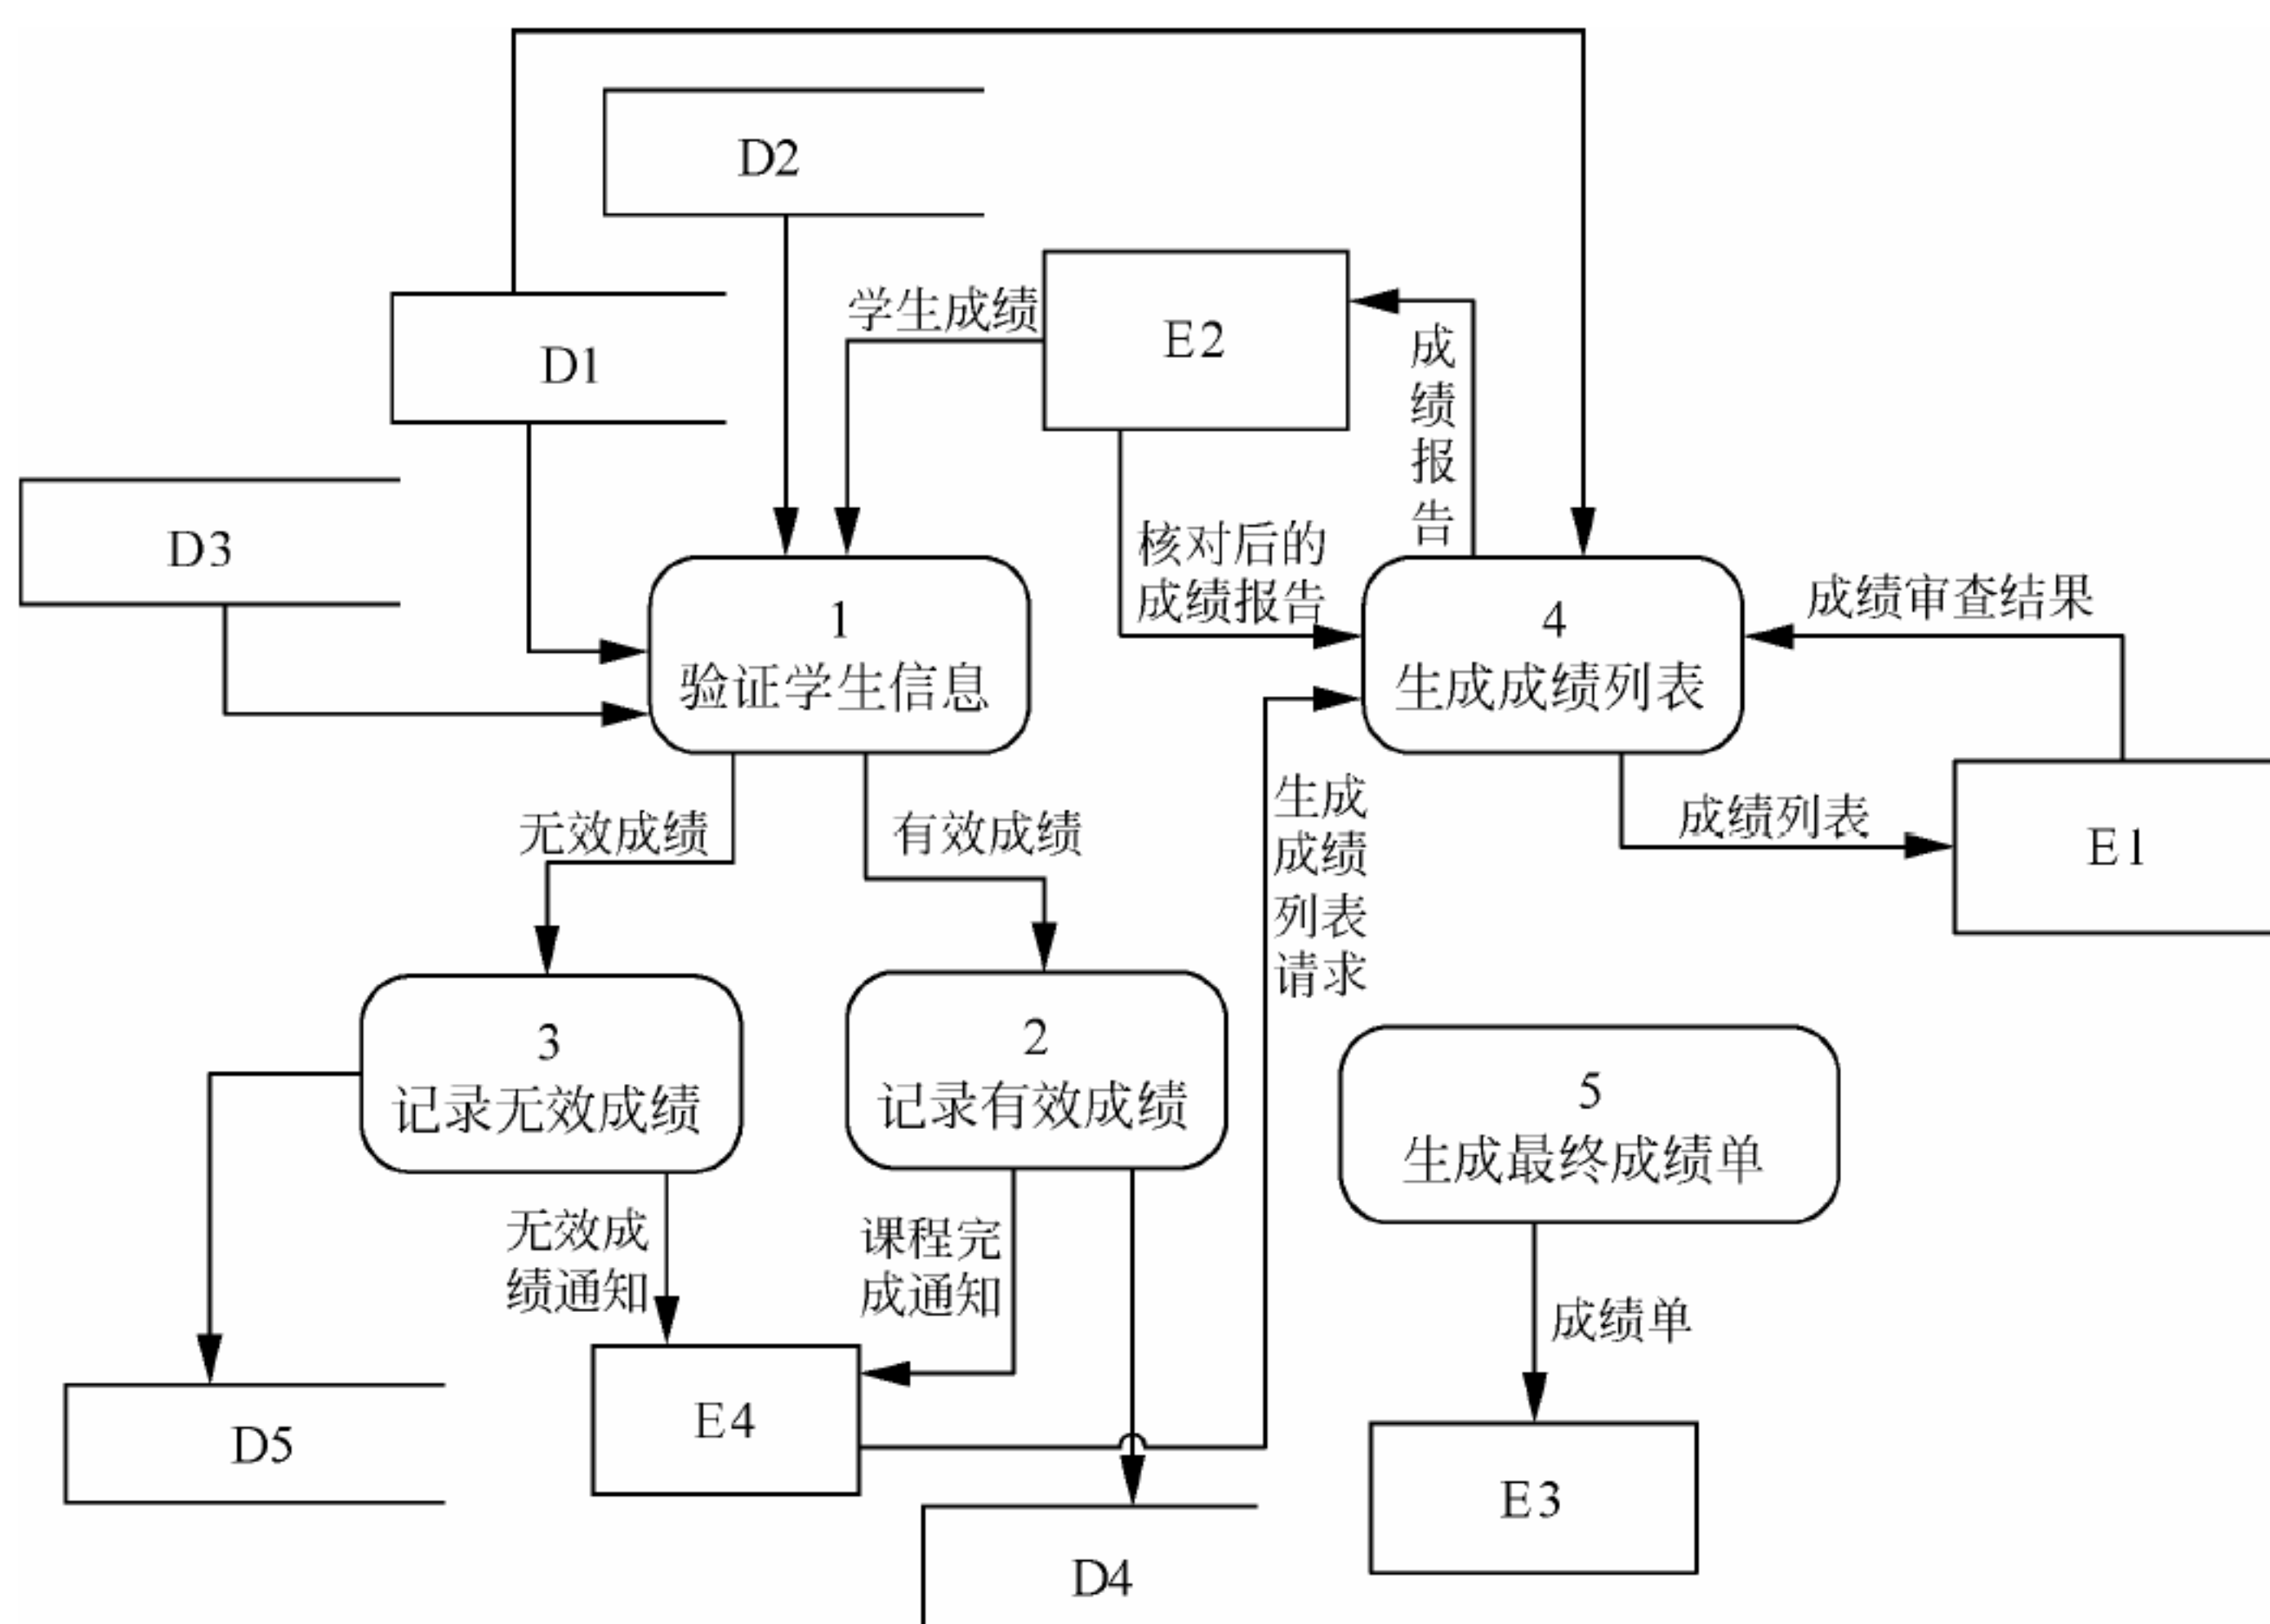 D2
学生成绩
E2
成
绩
报
告
D1
D3
核对后的
成绩报告
1
验证学生信息
4
生成成绩列表
成绩审查结果
无效成绩
有效成绩
生成
成绩
列表
请求
成绩列表
E1
3
记录无效成绩
2
记录有效成绩
5
生成最终成绩单
无效成
绩通知
课程完
成通知
成绩单
D5
E4
E3
D4